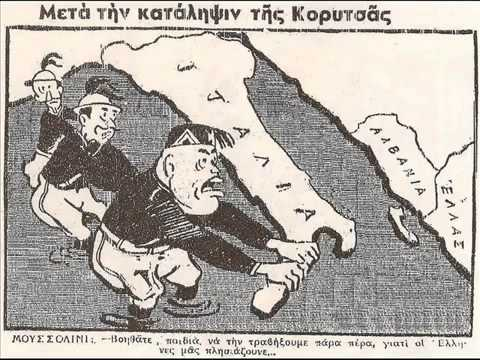 Μετὰ τὴν κατάληψιν τῆς Κορυτσᾶς
ΙΤΑΛΙΑ
ΑΛΒΑΝΙΑ
ἙΛΛΑΣ
ΜΟΥΣΣΟΛΙΝΙ: —Βοηθᾶτε, παιδιά, νὰ τὴν τραβήξουμε πάρα πέρα, γιατὶ οἱ Ἕλλη-
νες μᾶς πλησιάζουνε...